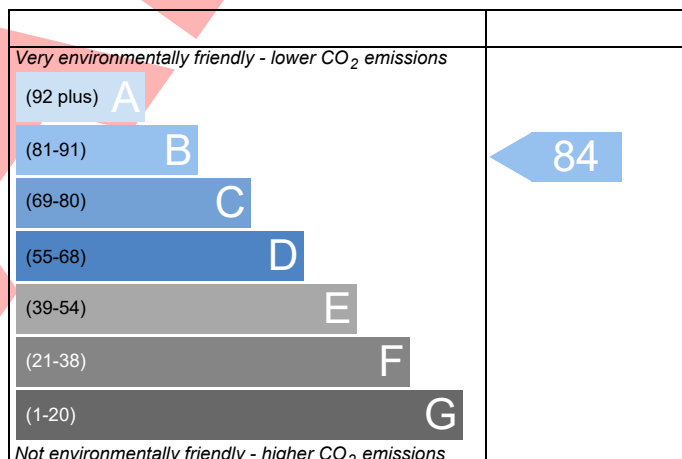 Very environmentally friendly - lower CO2 emissions
(92 plus) A
(81-91) B
84
(69-80) C
(55-68) D
(39-54) E
(21-38) F
(1-20) G
Not environmentally friendly - higher CO2 emissions